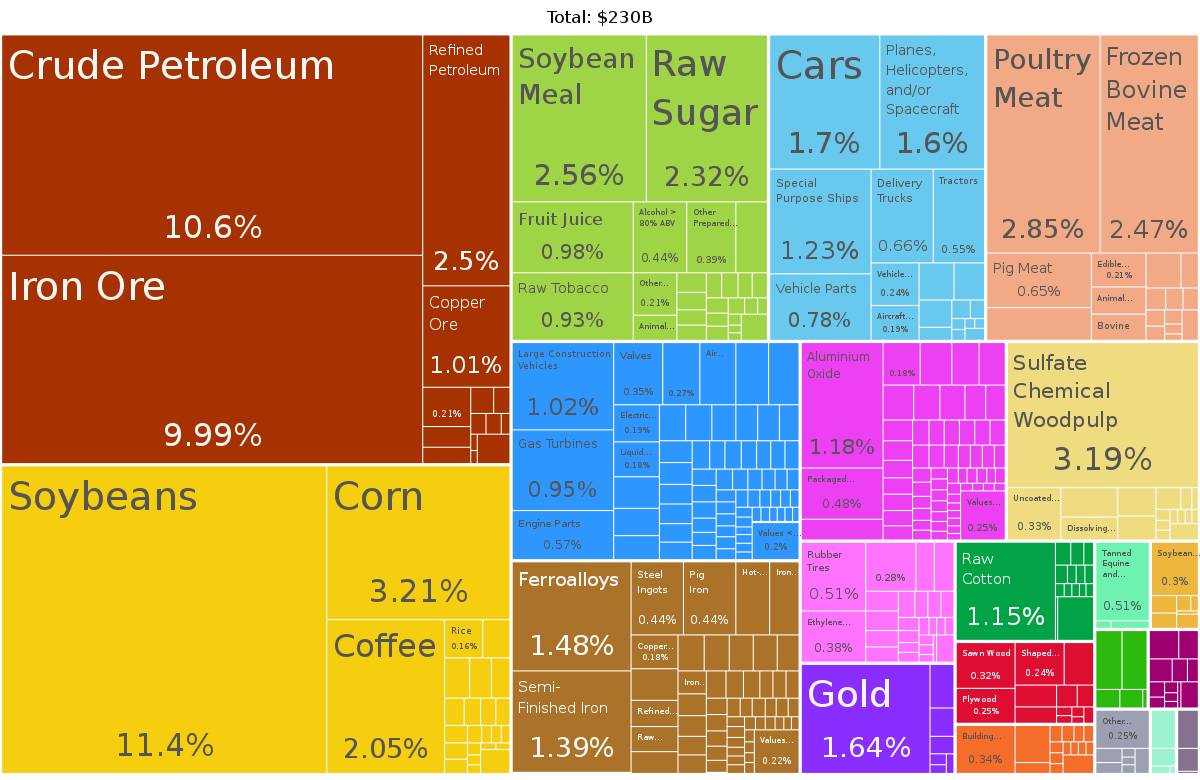 Total: $230B
Crude Petroleum
10.6%
Iron Ore
9.99%
Refined
Petroleum
2.5%
Copper
Ore
1.01%
0.21%
Soybeans
11.4%
Corn
3.21%
Coffee
2.05%
Rice
0.16%
Soybean
Meal
2.56%
Raw
Sugar
2.32%
Fruit Juice
0.98%
Raw Tobacco
0.93%
Alcohol >
80% ABV
0.44%
Other
Prepared...
0.39%
Other...
0.21%
Animal...
Cars
1.7%
Planes,
Helicopters,
and/or
Spacecraft
1.6%
Special
Purpose Ships
1.23%
Vehicle Parts
0.78%
Delivery
Trucks
0.66%
Tractors
0.55%
Vehicle...
0.24%
Aircraft...
0.19%
Poultry
Meat
2.85%
Frozen
Bovine
Meat
2.47%
Pig Meat
0.65%
Edible...
0.21%
Animal...
Bovine
Large Construction
Vehicles
1.02%
Gas Turbines
0.95%
Engine Parts
0.57%
Valves
0.35%
0.27%
Air...
Electric...
0.19%
Liquid...
0.18%
Values <...
0.2%
Aluminium
Oxide
1.18%
Packaged...
0.48%
0.18%
Values...
0.25%
Sulfate
Chemical
Woodpulp
3.19%
Uncoated...
0.33%
Dissolving...
Ferroalloys
1.48%
Semi-
Finished Iron
1.39%
Steel
Ingots
0.44%
Pig
Iron
0.44%
Hot-...
Iron...
Copper...
0.18%
Iron...
Refined...
Raw...
Values...
0.22%
Rubber
Tires
0.51%
Ethylene...
0.38%
0.28%
Gold
1.64%
Raw
Cotton
1.15%
Sawn Wood
0.32%
Shaped...
0.24%
Plywood
0.25%
Building...
0.34%
Tanned
Equine
and...
0.51%
Soybean...
0.3%
Other...
0.25%